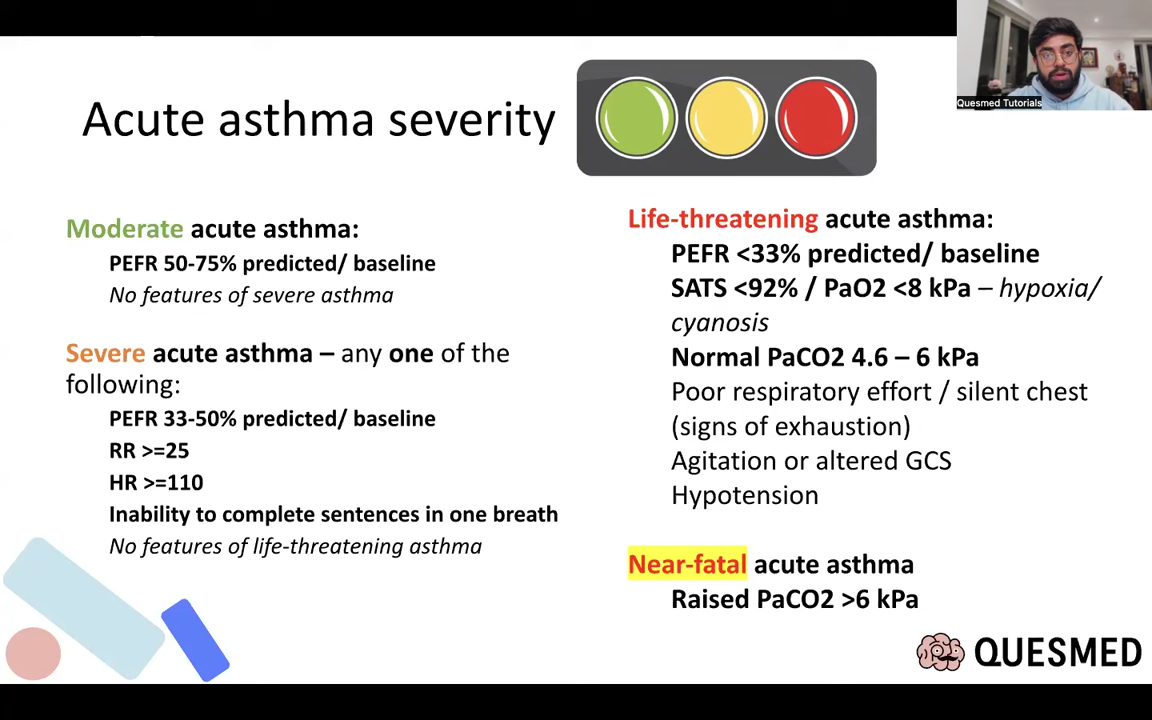 Quesmed Tutorials
Acute asthma severity
Moderate acute asthma:
PEFR 50-75% predicted/ baseline
No features of severe asthma
Severe acute asthma – any one of the
following:
PEFR 33-50% predicted/ baseline
RR >=25
HR >=110
Inability to complete sentences in one breath
No features of life-threatening asthma
Life-threatening acute asthma:
PEFR <33% predicted/ baseline
SATS <92% / PaO2 <8 kPa – hypoxia/
cyanosis
Normal PaCO2 4.6 – 6 kPa
Poor respiratory effort / silent chest
(signs of exhaustion)
Agitation or altered GCS
Hypotension
Near-fatal acute asthma
Raised PaCO2 >6 kPa
QUESMED